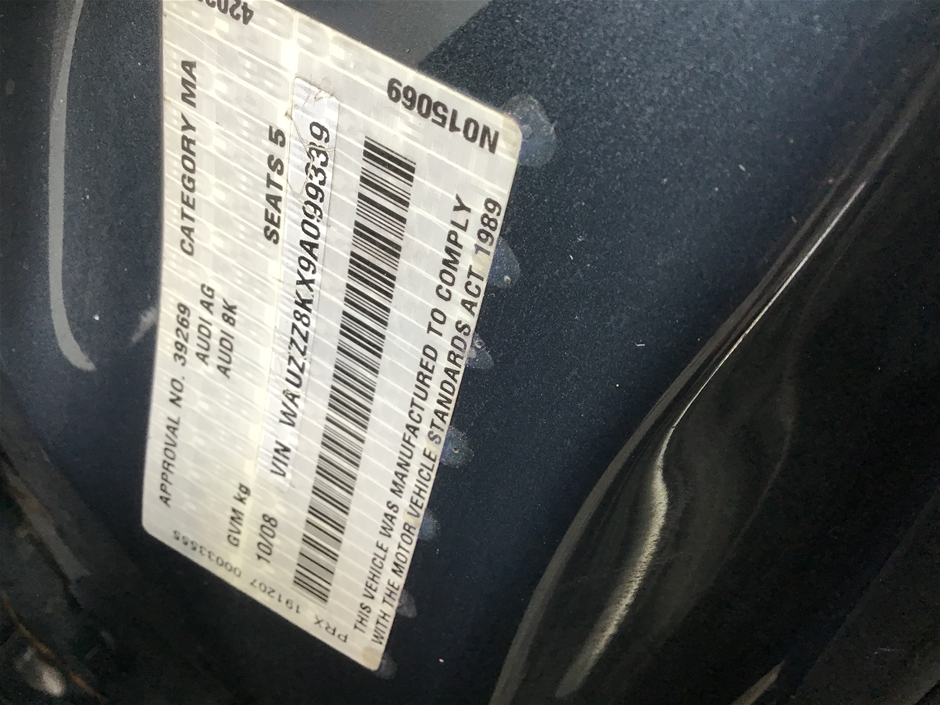 APPROVAL NO. 39269 CATEGORY MA
AUDI AG
AUDI 8K
GVM kg SEATS 5
10/08
VIN WAUZZZ8KX9A099339
THIS VEHICLE WAS MANUFACTURED TO COMPLY
WITH THE MOTOR VEHICLE STANDARDS ACT 1989
N015069
PRX 191207 00033555